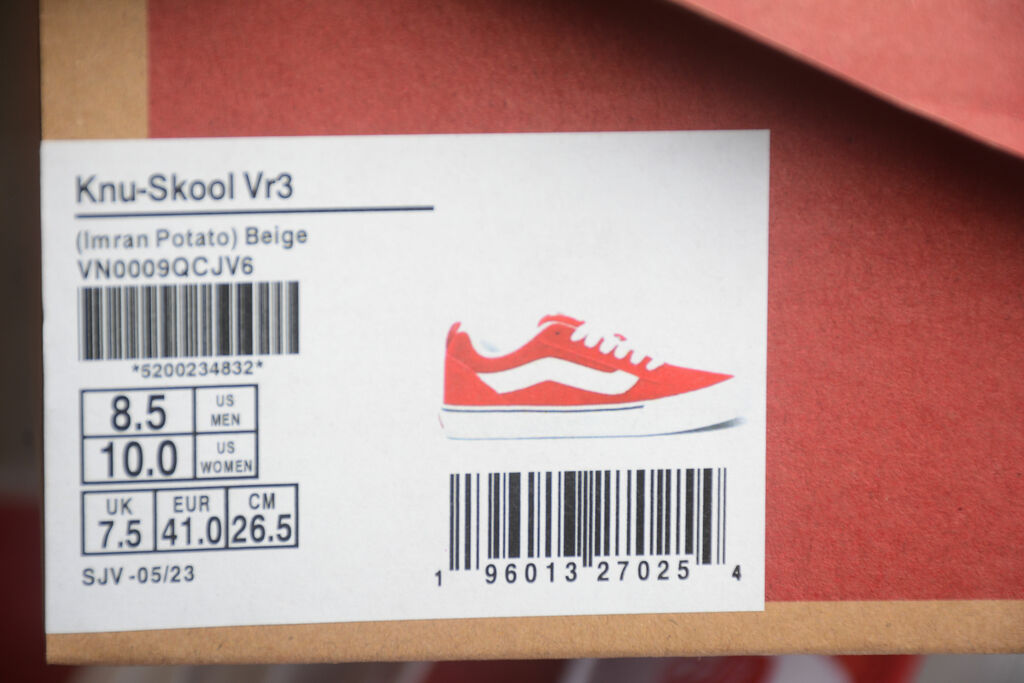 Knu-Skool Vr3
(Imran Potato) Beige
VN0009QCJV6
*5200234832*
8.5 US MEN
10.0 US WOMEN
UK EUR CM
7.5 41.0 26.5
SJV -05/23
1 96013 27025 4